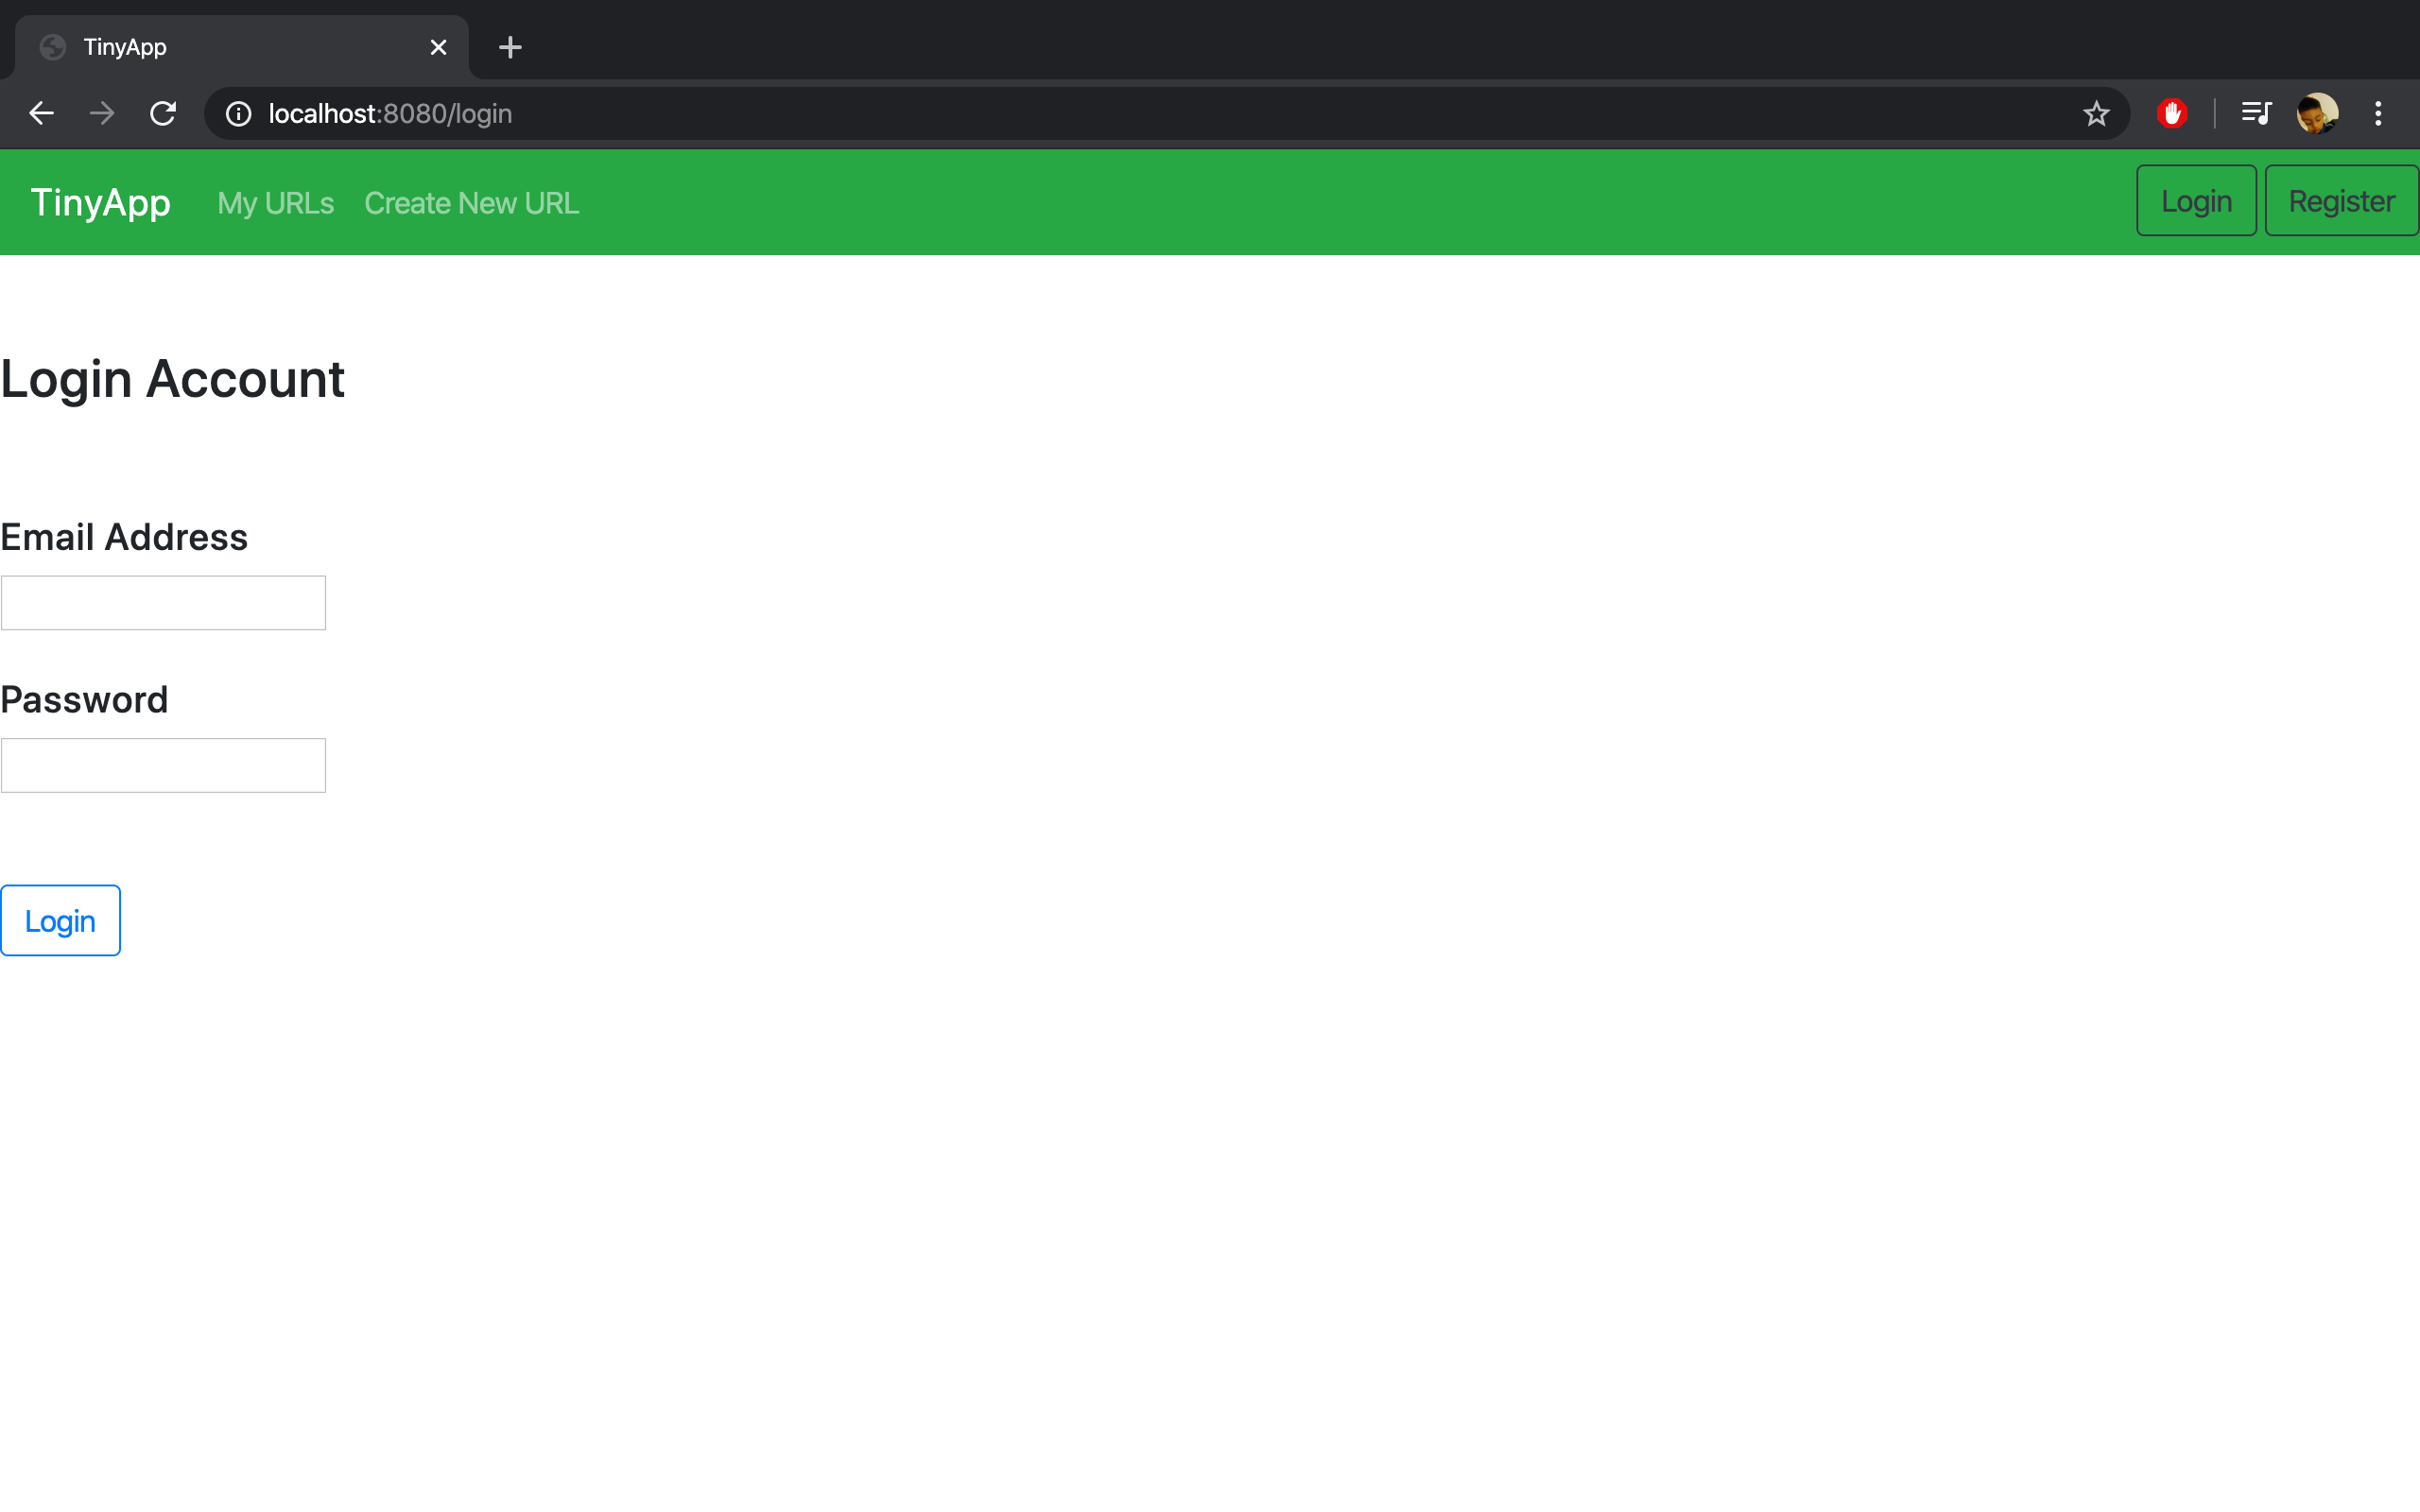 TinyApp
localhost:8080/login
TinyApp My URLs Create New URL Login Register
Login Account
Email Address
Password
Login